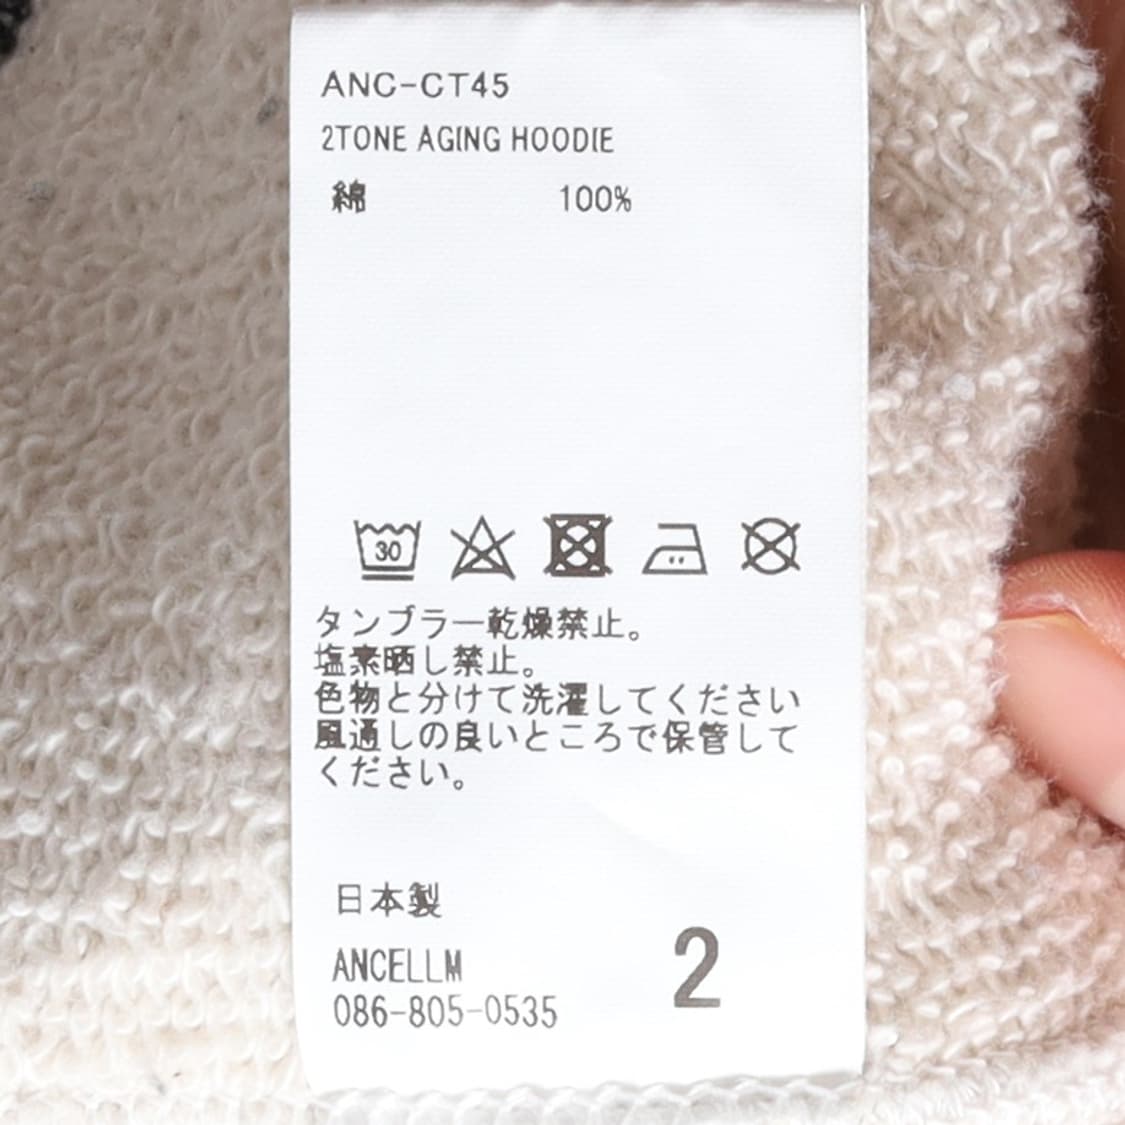 ANC-CT45
2TONE AGING HOODIE
綿 100%
30
タンブラー乾燥禁止。
塩素晒し禁止。
色物と分けて洗濯してください
風通しの良いところで保管して
ください。
日本製
ANCELLM
086-805-0535
2